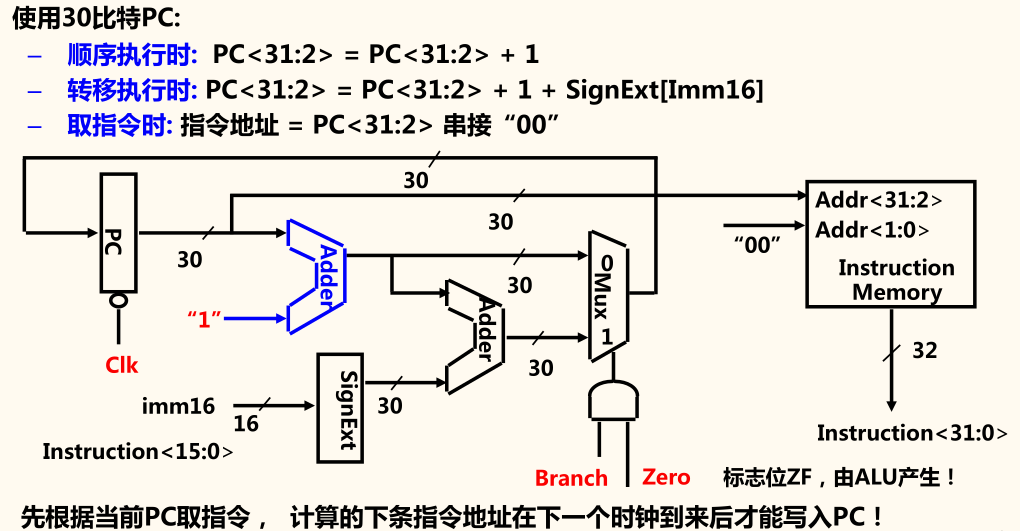 使用30比特PC:
– 顺序执行时: PC<31:2> = PC<31:2> + 1
– 转移执行时: PC<31:2> = PC<31:2> + 1 + SignExt[Imm16]
– 取指令时: 指令地址 = PC<31:2> 串接 “00”
30
30
Addr<31:2>
Addr<1:0>
“00”
Instruction
Memory
PC
30
Adder
0
Mux
1
30
“1”
Adder
30
Clk
SignExt
30
imm16
16
Instruction<15:0>
32
Instruction<31:0>
Branch
Zero
标志位ZF，由ALU产生！
先根据当前PC取指令， 计算的下条指令地址在下一个时钟到来后才能写入PC！